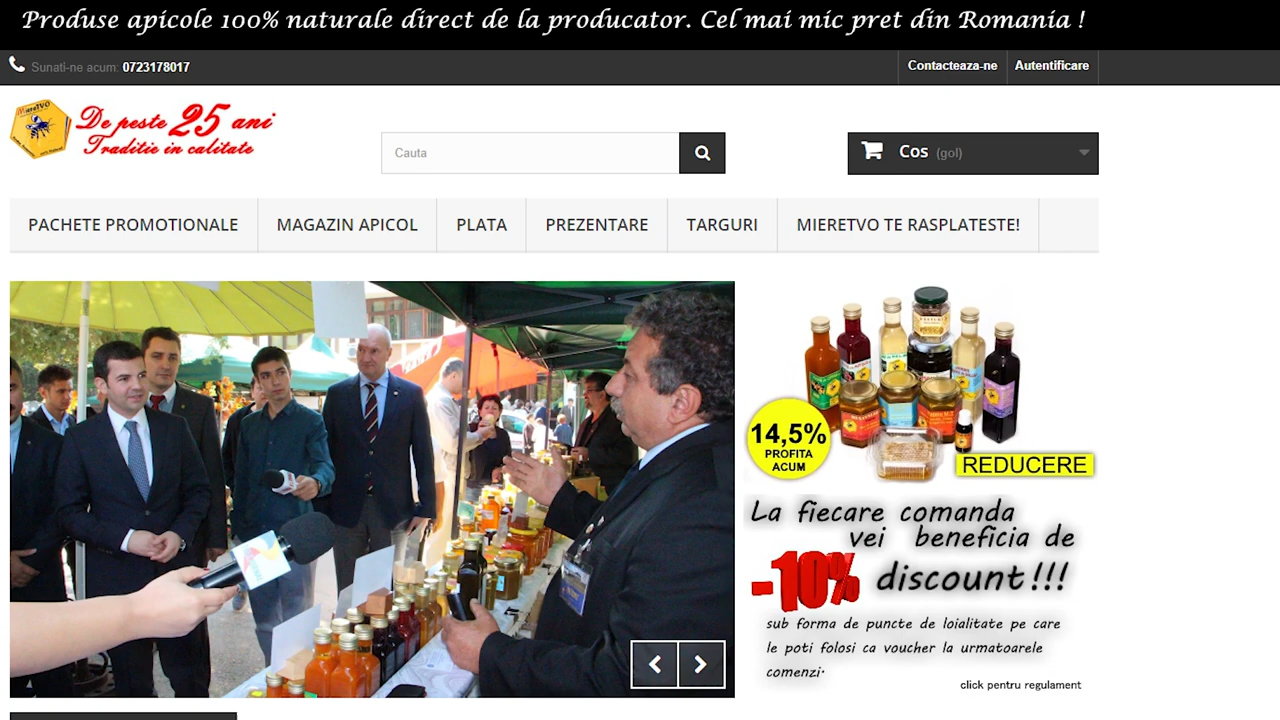 Produse apicole 100% naturale direct de la producator. Cel mai mic pret din Romania !
Sunati-ne acum: 0723178017
Contacteaza-ne
Autentificare
MiereTVO
De peste 25 ani
Traditie in calitate
Cauta
Cos (gol)
PACHETE PROMOTIONALE
MAGAZIN APICOL
PLATA
PREZENTARE
TARGURI
MIERETVO TE RASPLATESTE!
14,5%
PROFITA
ACUM
REDUCERE
La fiecare comanda
vei beneficia de
-10% discount!!!
sub forma de puncte de loialitate pe care
le poti folosi ca voucher la urmatoarele
comenzi.
click pentru regulament